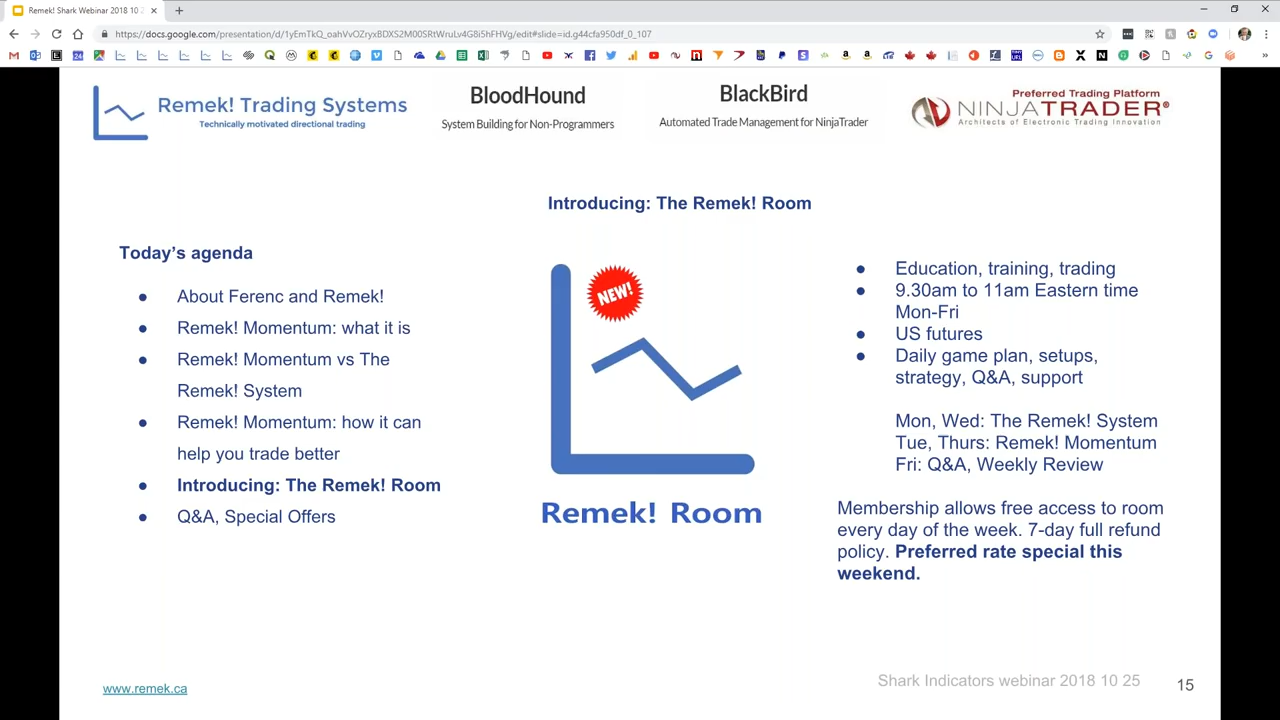 Remek! Shark Webinar 2018 10 2
https://docs.google.com/presentation/d/1yEmTkQ_oahVvOZryxBDXS2M00SRtWruLv4G8i5hFHVg/edit#slide=id.g44cfa950df_0_107
Remek! Trading Systems
Technically motivated directional trading
BloodHound
System Building for Non-Programmers
BlackBird
Automated Trade Management for NinjaTrader
Preferred Trading Platform
NINJATRADER®
Architects of Electronic Trading Innovation
Introducing: The Remek! Room
Today's agenda
● About Ferenc and Remek!
● Remek! Momentum: what it is
● Remek! Momentum vs The
Remek! System
● Remek! Momentum: how it can
help you trade better
● Introducing: The Remek! Room
● Q&A, Special Offers
NEW!
Remek! Room
● Education, training, trading
● 9.30am to 11am Eastern time
Mon-Fri
● US futures
● Daily game plan, setups,
strategy, Q&A, support
Mon, Wed: The Remek! System
Tue, Thurs: Remek! Momentum
Fri: Q&A, Weekly Review
Membership allows free access to room
every day of the week. 7-day full refund
policy. Preferred rate special this
weekend.
www.remek.ca
Shark Indicators webinar 2018 10 25
15